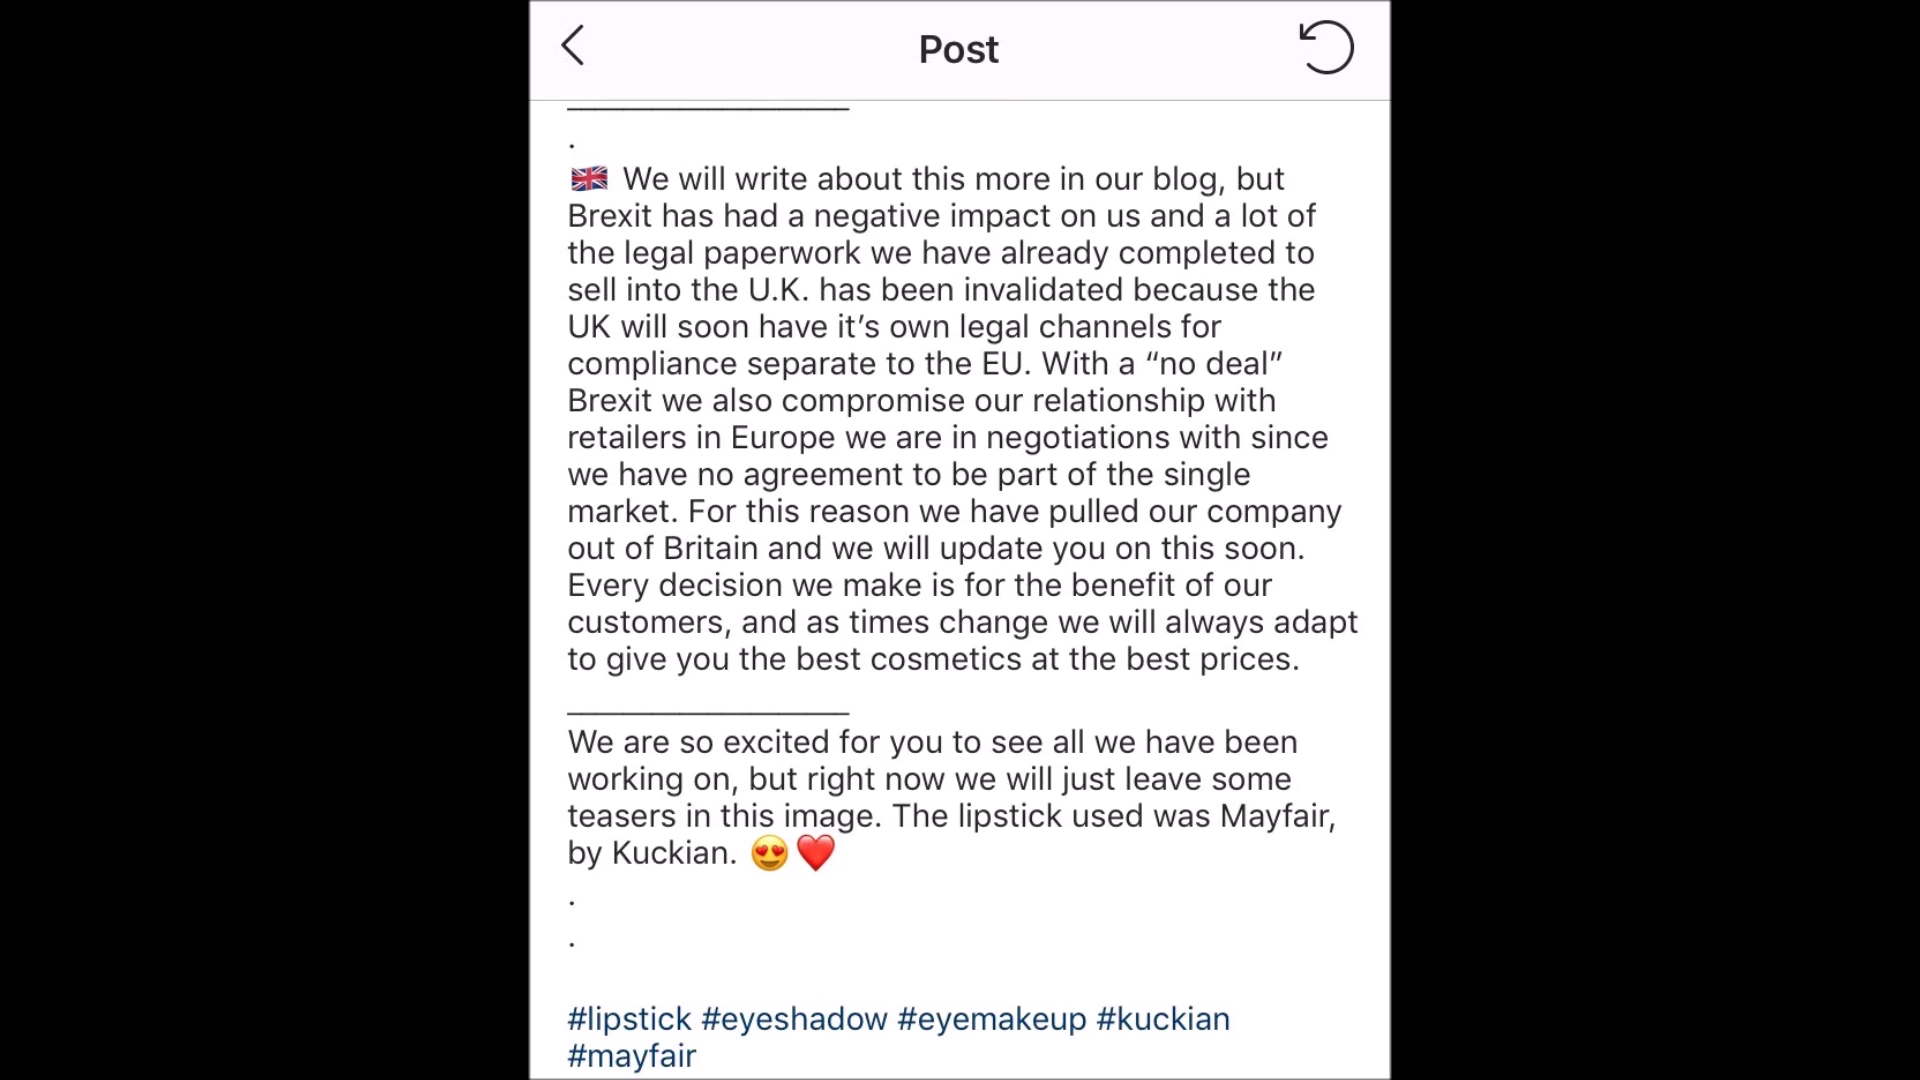 Post
.
🇬🇧 We will write about this more in our blog, but
Brexit has had a negative impact on us and a lot of
the legal paperwork we have already completed to
sell into the U.K. has been invalidated because the
UK will soon have it’s own legal channels for
compliance separate to the EU. With a “no deal”
Brexit we also compromise our relationship with
retailers in Europe we are in negotiations with since
we have no agreement to be part of the single
market. For this reason we have pulled our company
out of Britain and we will update you on this soon.
Every decision we make is for the benefit of our
customers, and as times change we will always adapt
to give you the best cosmetics at the best prices.
We are so excited for you to see all we have been
working on, but right now we will just leave some
teasers in this image. The lipstick used was Mayfair,
by Kuckian. 😍❤️
.
.
#lipstick #eyeshadow #eyemakeup #kuckian
#mayfair